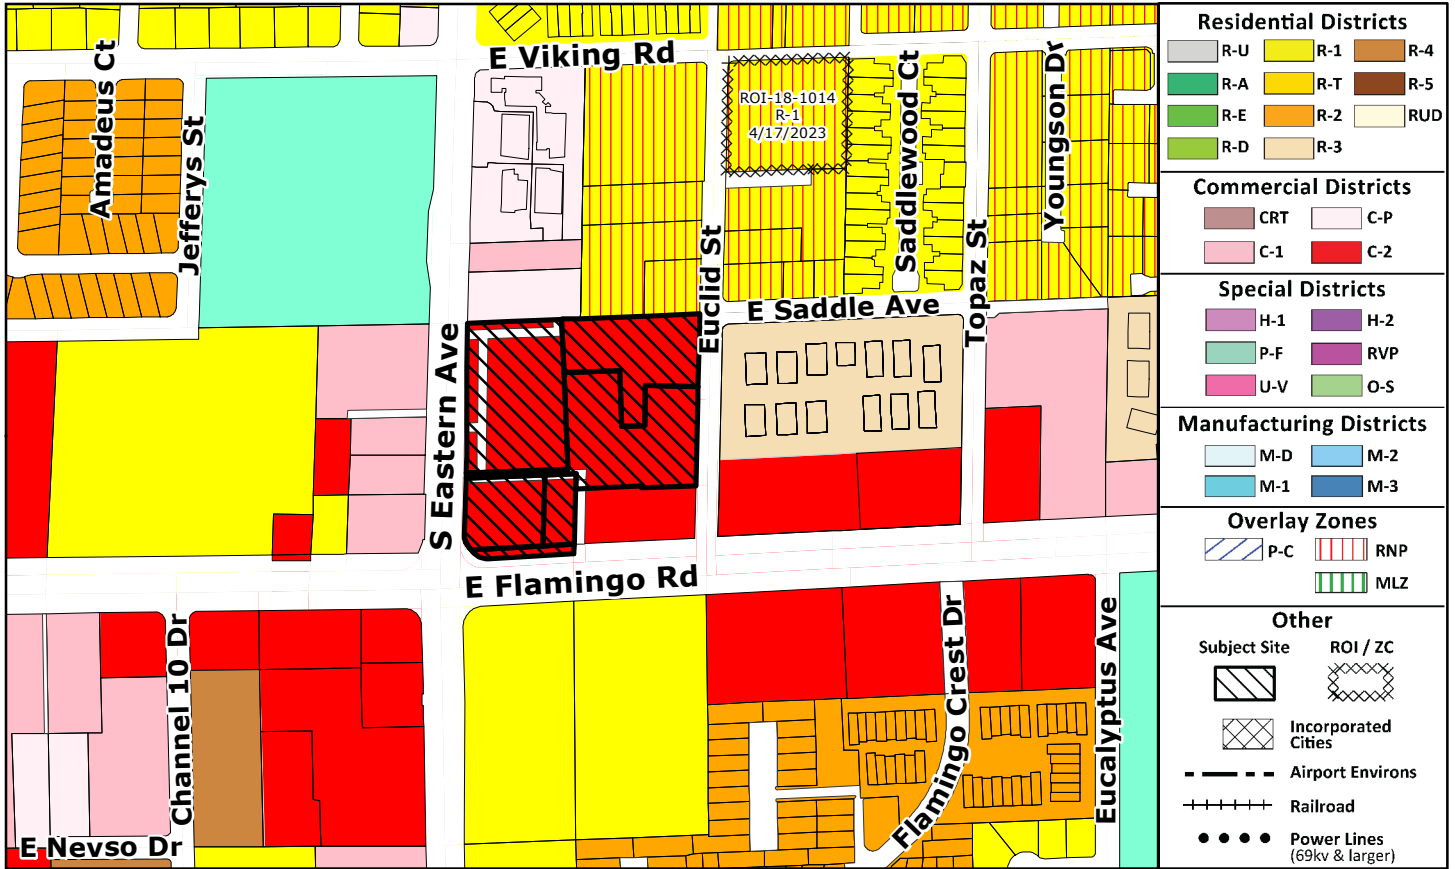 E Viking Rd
Amadeus Ct
Jefferys St
ROI-18-1014
R-1
4/17/2023
Saddlewood Ct
Youngson Dr
Euclid St
Topaz St
E Saddle Ave
S Eastern Ave
E Flamingo Rd
Channel 10 Dr
Flamingo Crest Dr
Eucalyptus Ave
E Nevso Dr
Residential Districts
R-U R-1 R-4
R-A R-T R-5
R-E R-2 RUD
R-D R-3
Commercial Districts
CRT C-P
C-1 C-2
Special Districts
H-1 H-2
P-F RVP
U-V O-S
Manufacturing Districts
M-D M-2
M-1 M-3
Overlay Zones
P-C RNP
MLZ
Other
Subject Site ROI / ZC
Incorporated
Cities
Airport Environs
Railroad
Power Lines
(69kv & larger)